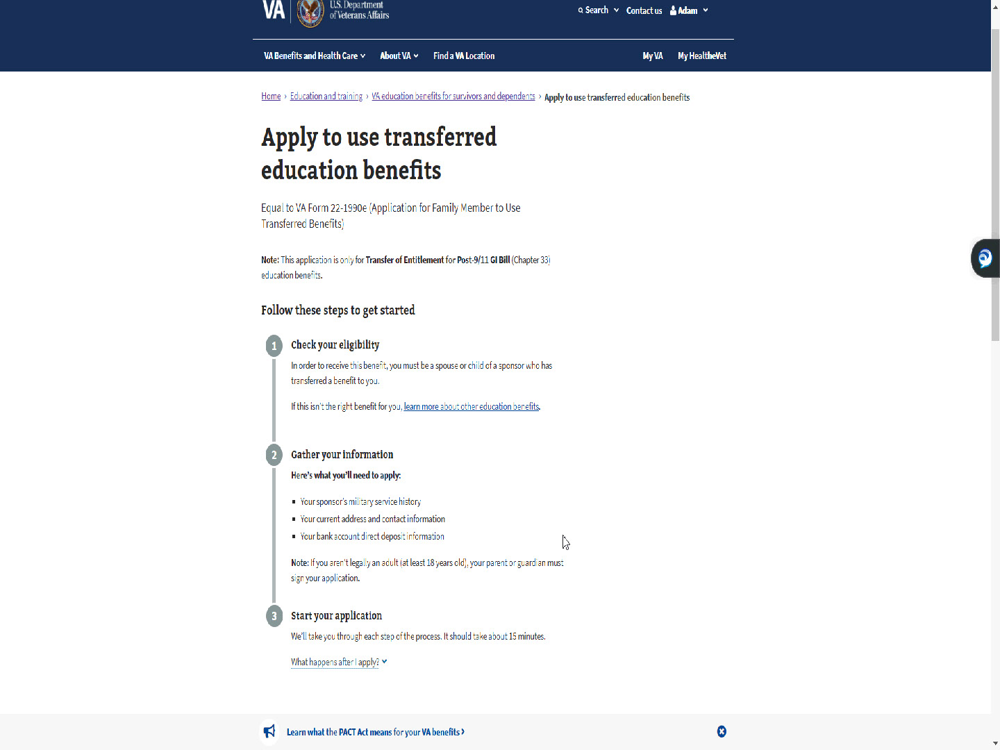 VA
U.S. Department
of Veterans Affairs
Search
Contact us
Adam
VA Benefits and Health Care
About VA
Find a VA Location
My VA
My HealtheVet
Home › Education and training › VA education benefits for survivors and dependents › Apply to use transferred education benefits
Apply to use transferred
education benefits
Equal to VA Form 22-1990e (Application for Family Member to Use
Transferred Benefits)
Note: This application is only for Transfer of Entitlement for Post-9/11 GI Bill (Chapter 33)
education benefits.
Follow these steps to get started
1 Check your eligibility
In order to receive this benefit, you must be a spouse or child of a sponsor who has
transferred a benefit to you.
If this isn't the right benefit for you, learn more about other education benefits.
2 Gather your information
Here's what you'll need to apply:
▪ Your sponsor's military service history
▪ Your current address and contact information
▪ Your bank account direct deposit information
Note: If you aren't legally an adult (at least 18 years old), your parent or guardian must
sign your application.
3 Start your application
We'll take you through each step of the process. It should take about 15 minutes.
What happens after I apply?
Learn what the PACT Act means for your VA benefits